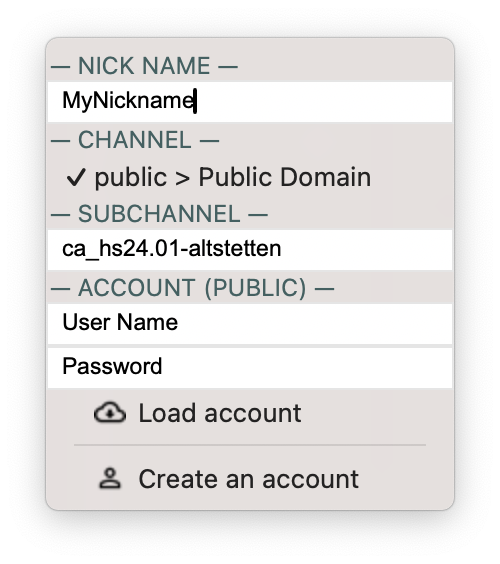 — NICK NAME —
MyNickname
— CHANNEL —
✓ public > Public Domain
— SUBCHANNEL —
ca_hs24.01-altstetten
— ACCOUNT (PUBLIC) —
User Name
Password
Load account
Create an account